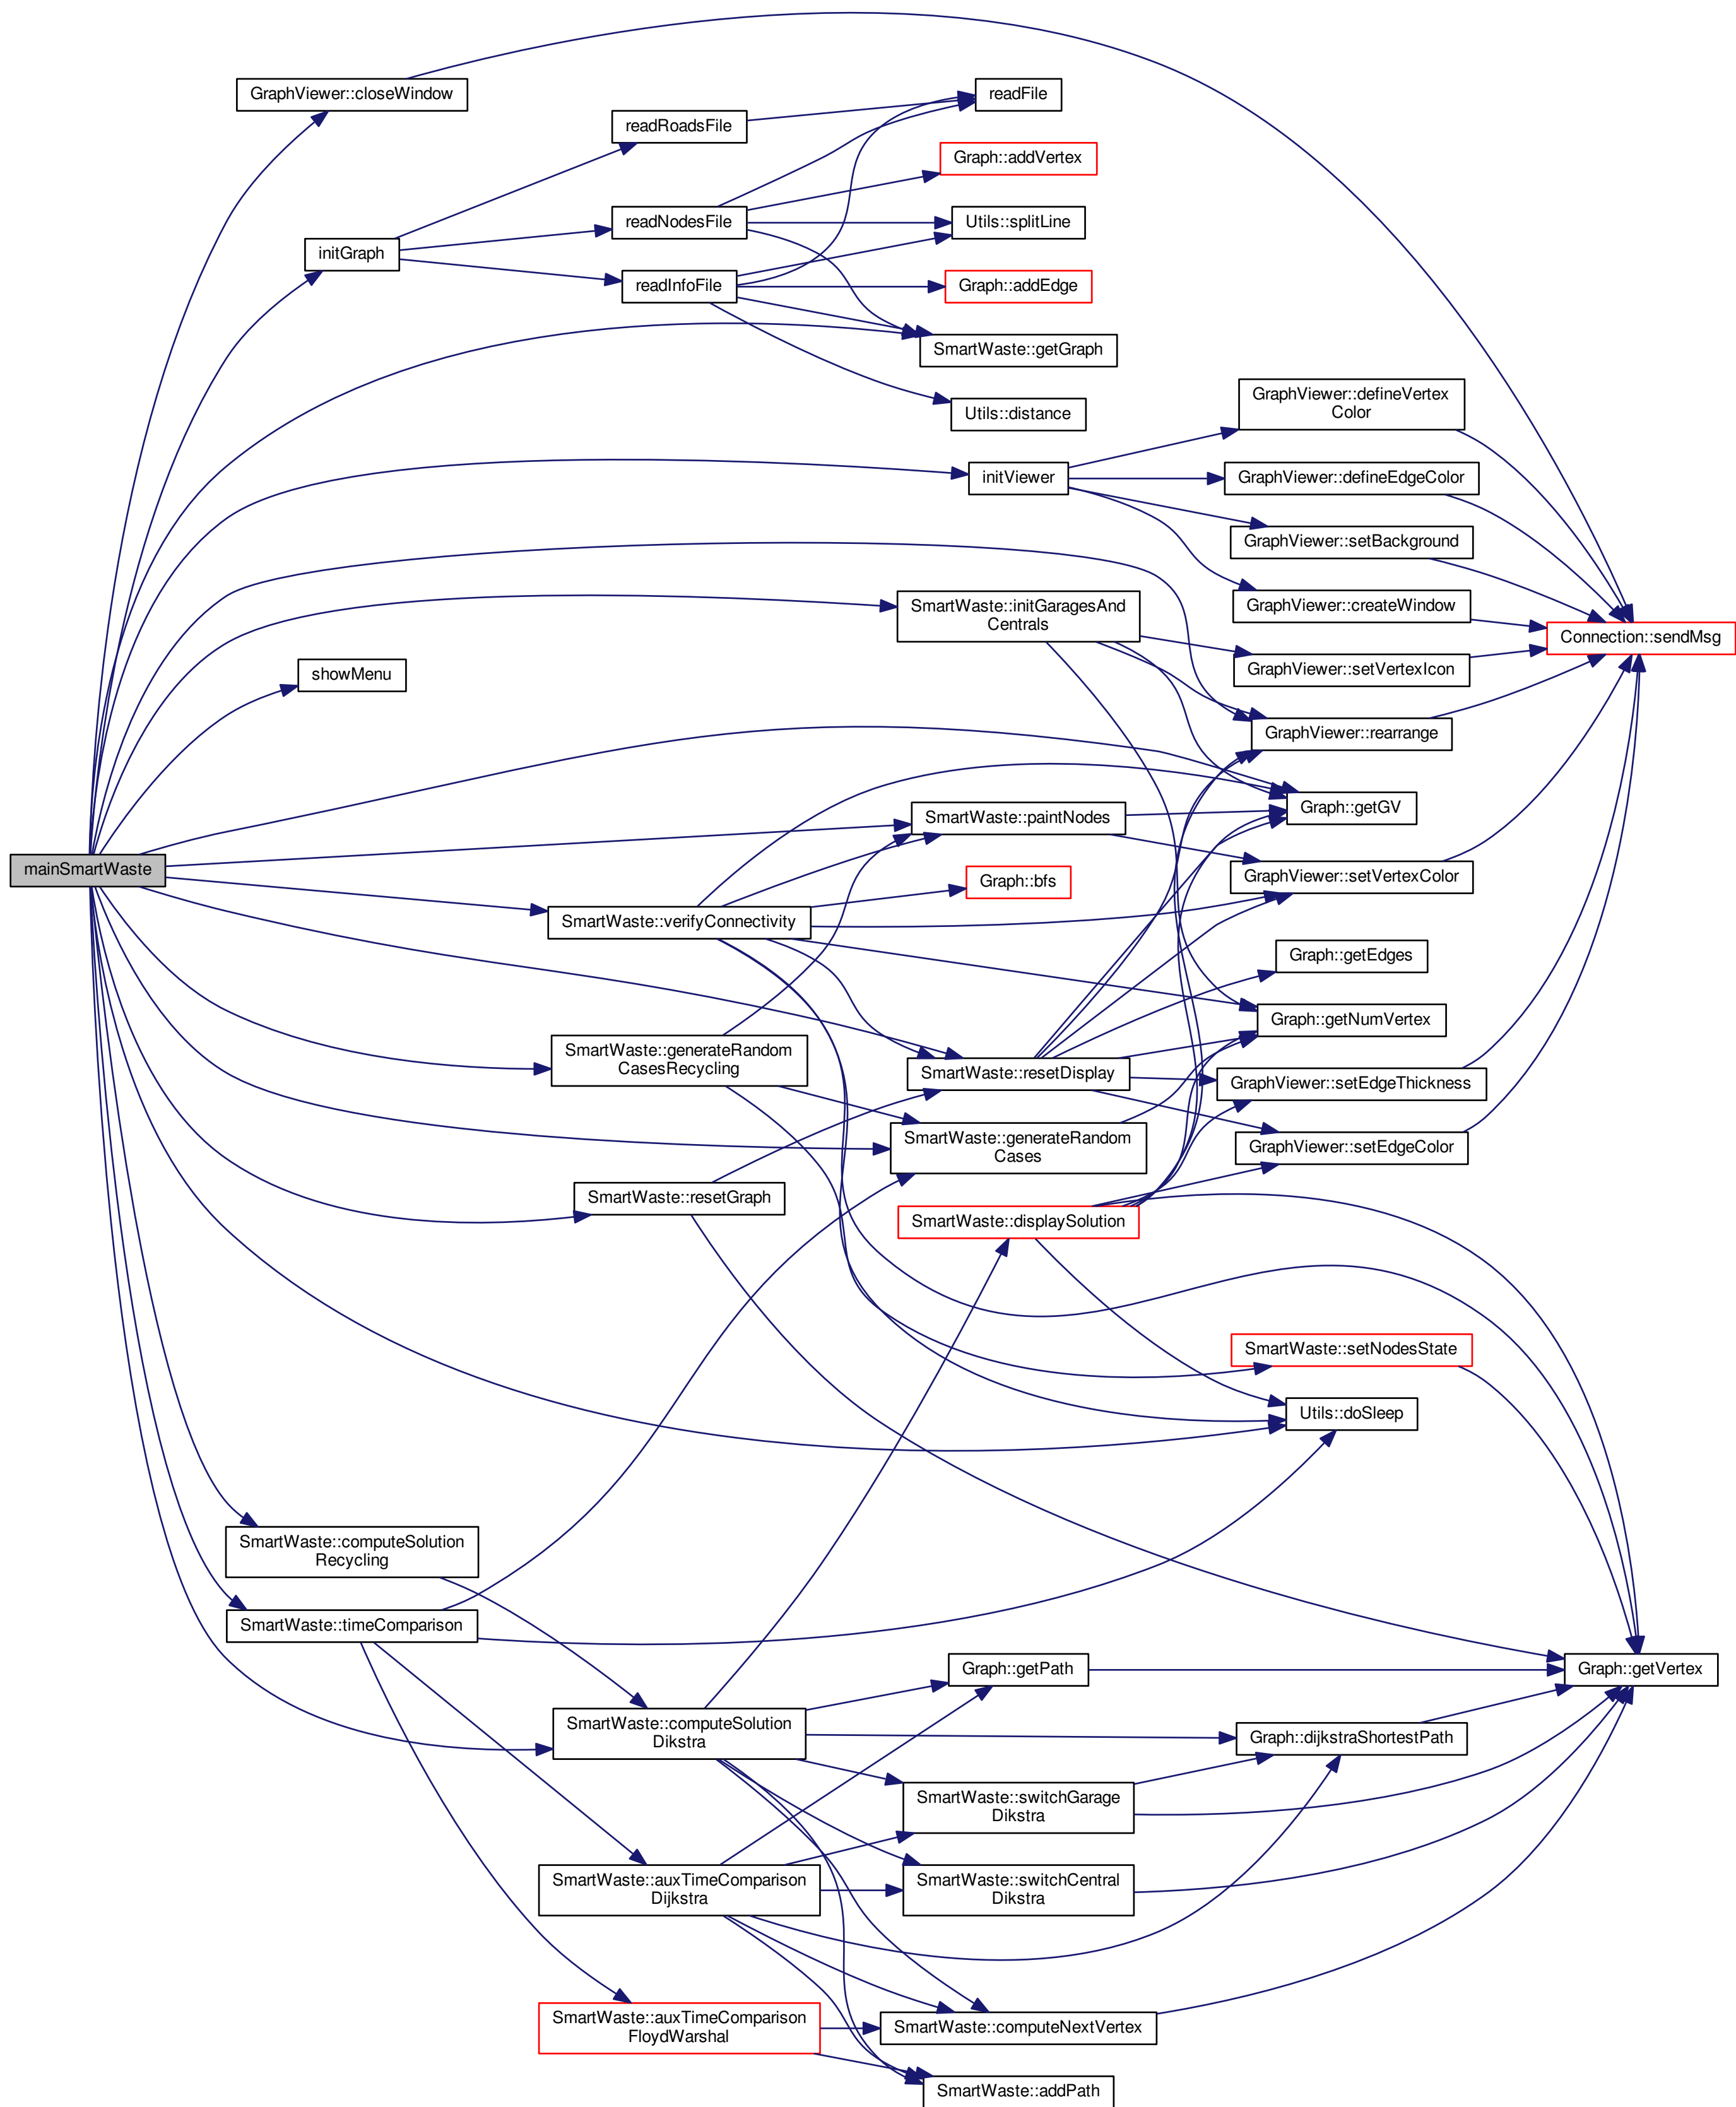 GraphViewer::closeWindow
readFile
readRoadsFile
Graph::addVertex
readNodesFile
Utils::splitLine
initGraph
readInfoFile
Graph::addEdge
SmartWaste::getGraph
Utils::distance
GraphViewer::defineVertex
Color
initViewer
GraphViewer::defineEdgeColor
GraphViewer::setBackground
GraphViewer::createWindow
SmartWaste::initGaragesAnd
Centrals
Connection::sendMsg
showMenu
GraphViewer::setVertexIcon
GraphViewer::rearrange
Graph::getGV
SmartWaste::paintNodes
mainSmartWaste
GraphViewer::setVertexColor
Graph::bfs
SmartWaste::verifyConnectivity
Graph::getEdges
Graph::getNumVertex
SmartWaste::generateRandom
CasesRecycling
SmartWaste::resetDisplay
GraphViewer::setEdgeThickness
SmartWaste::generateRandom
Cases
GraphViewer::setEdgeColor
SmartWaste::resetGraph
SmartWaste::displaySolution
SmartWaste::setNodesState
Utils::doSleep
SmartWaste::computeSolution
Recycling
SmartWaste::timeComparison
Graph::getPath
Graph::getVertex
SmartWaste::computeSolution
Dikstra
Graph::dijkstraShortestPath
SmartWaste::switchGarage
Dikstra
SmartWaste::auxTimeComparison
Dijkstra
SmartWaste::switchCentral
Dikstra
SmartWaste::auxTimeComparison
FloydWarshal
SmartWaste::computeNextVertex
SmartWaste::addPath